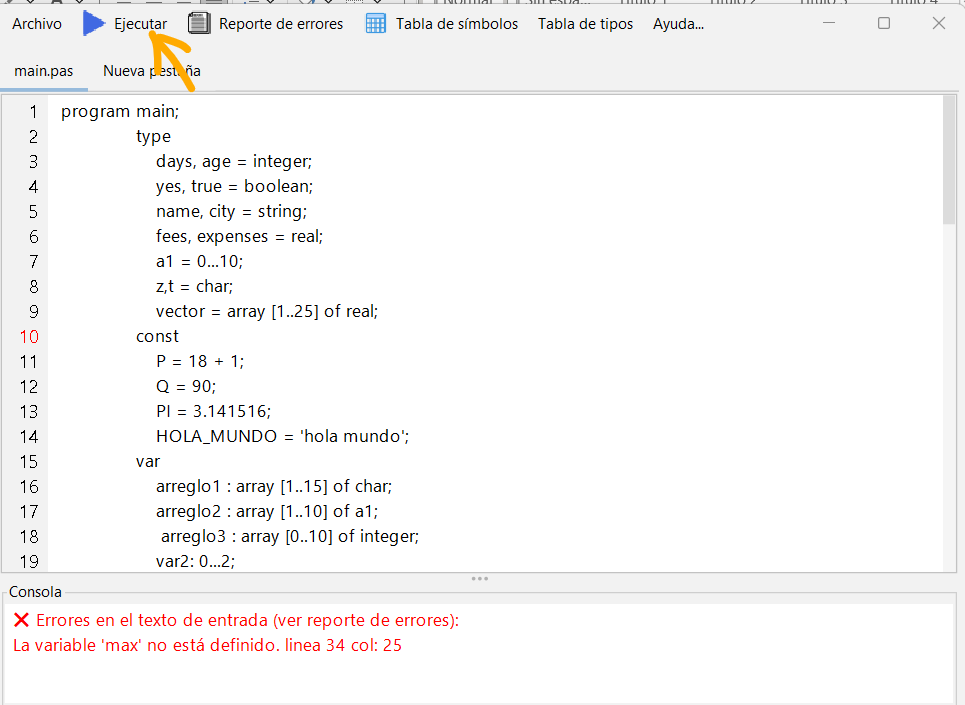 Archivo Ejecutar Reporte de errores Tabla de símbolos Tabla de tipos Ayuda...
main.pas Nueva pestaña
1 program main;
2 type
3 days, age = integer;
4 yes, true = boolean;
5 name, city = string;
6 fees, expenses = real;
7 a1 = 0...10;
8 z,t = char;
9 vector = array [1..25] of real;
10 const
11 P = 18 + 1;
12 Q = 90;
13 PI = 3.141516;
14 HOLA_MUNDO = 'hola mundo';
15 var
16 arreglo1 : array [1..15] of char;
17 arreglo2 : array [1..10] of a1;
18 arreglo3 : array [0..10] of integer;
19 var2: 0...2;
Consola
❌ Errores en el texto de entrada (ver reporte de errores):
La variable 'max' no está definido. linea 34 col: 25